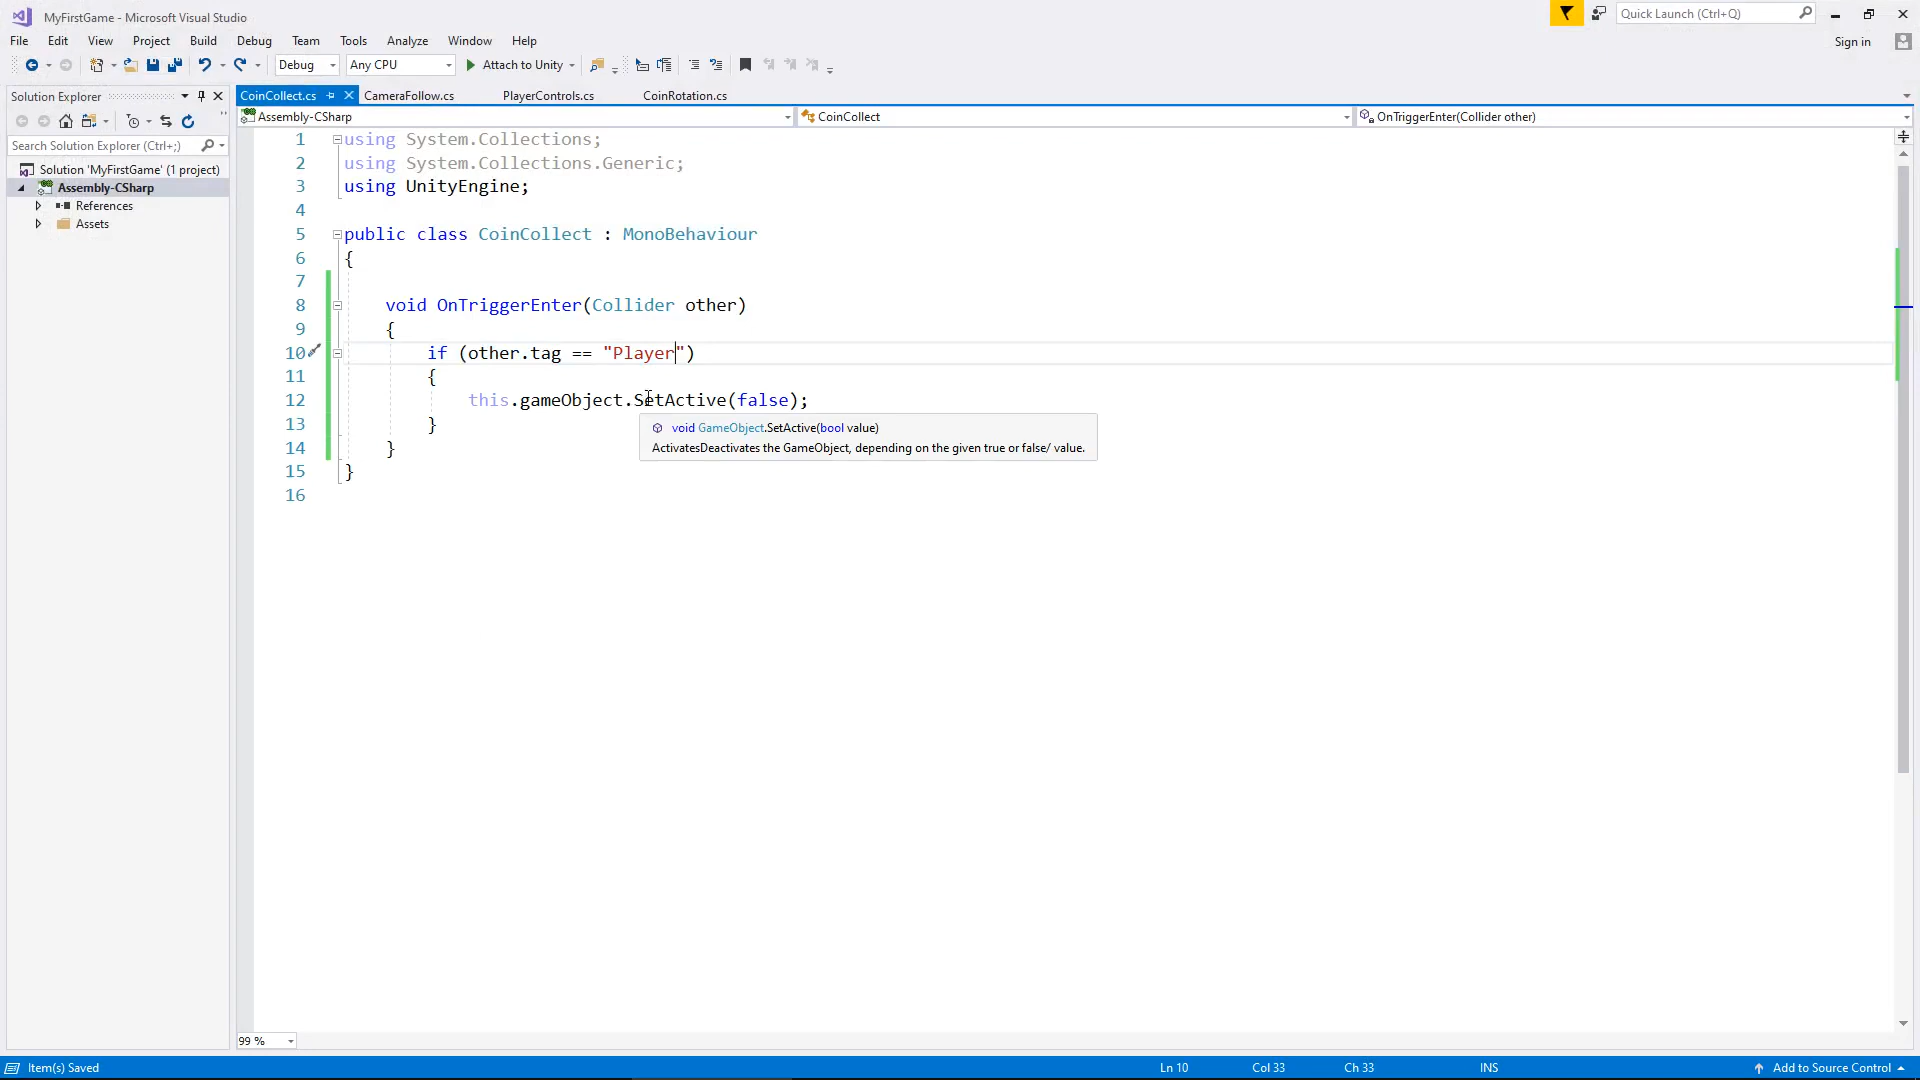 MyFirstGame - Microsoft Visual Studio
Quick Launch (Ctrl+Q)
File Edit View Project Build Debug Team Tools Analyze Window Help
Sign in
Debug Any CPU Attach to Unity
Solution Explorer
CoinCollect.cs CameraFollow.cs PlayerControls.cs CoinRotation.cs
Assembly-CSharp CoinCollect OnTriggerEnter(Collider other)
Search Solution Explorer (Ctrl+;)
Solution 'MyFirstGame' (1 project)
Assembly-CSharp
References
Assets
1 using System.Collections;
2 using System.Collections.Generic;
3 using UnityEngine;
4
5 public class CoinCollect : MonoBehaviour
6 {
7
8 void OnTriggerEnter(Collider other)
9 {
10 if (other.tag == "Player")
11 {
12 this.gameObject.SetActive(false);
13 }
14 }
15 }
16
void GameObject.SetActive(bool value)
ActivatesDeactivates the GameObject, depending on the given true or false/ value.
99 %
Item(s) Saved Ln 10 Col 33 Ch 33 INS Add to Source Control